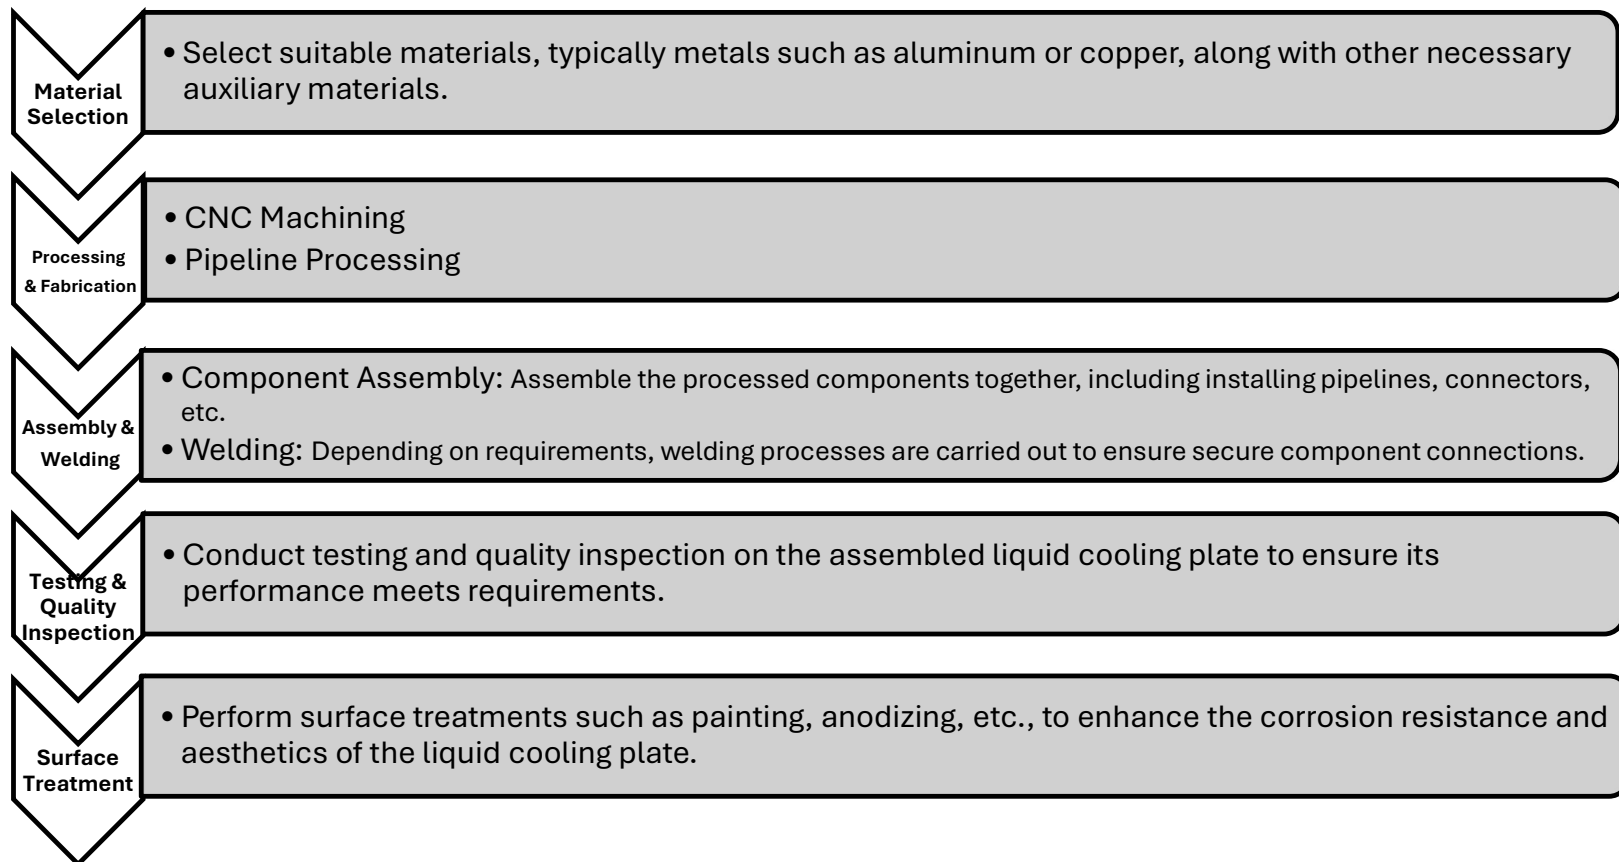 Material
Selection
• Select suitable materials, typically metals such as aluminum or copper, along with other necessary
auxiliary materials.
Processing
& Fabrication
• CNC Machining
• Pipeline Processing
Assembly &
Welding
• Component Assembly: Assemble the processed components together, including installing pipelines, connectors,
etc.
• Welding: Depending on requirements, welding processes are carried out to ensure secure component connections.
Testing &
Quality
Inspection
• Conduct testing and quality inspection on the assembled liquid cooling plate to ensure its
performance meets requirements.
Surface
Treatment
• Perform surface treatments such as painting, anodizing, etc., to enhance the corrosion resistance and
aesthetics of the liquid cooling plate.